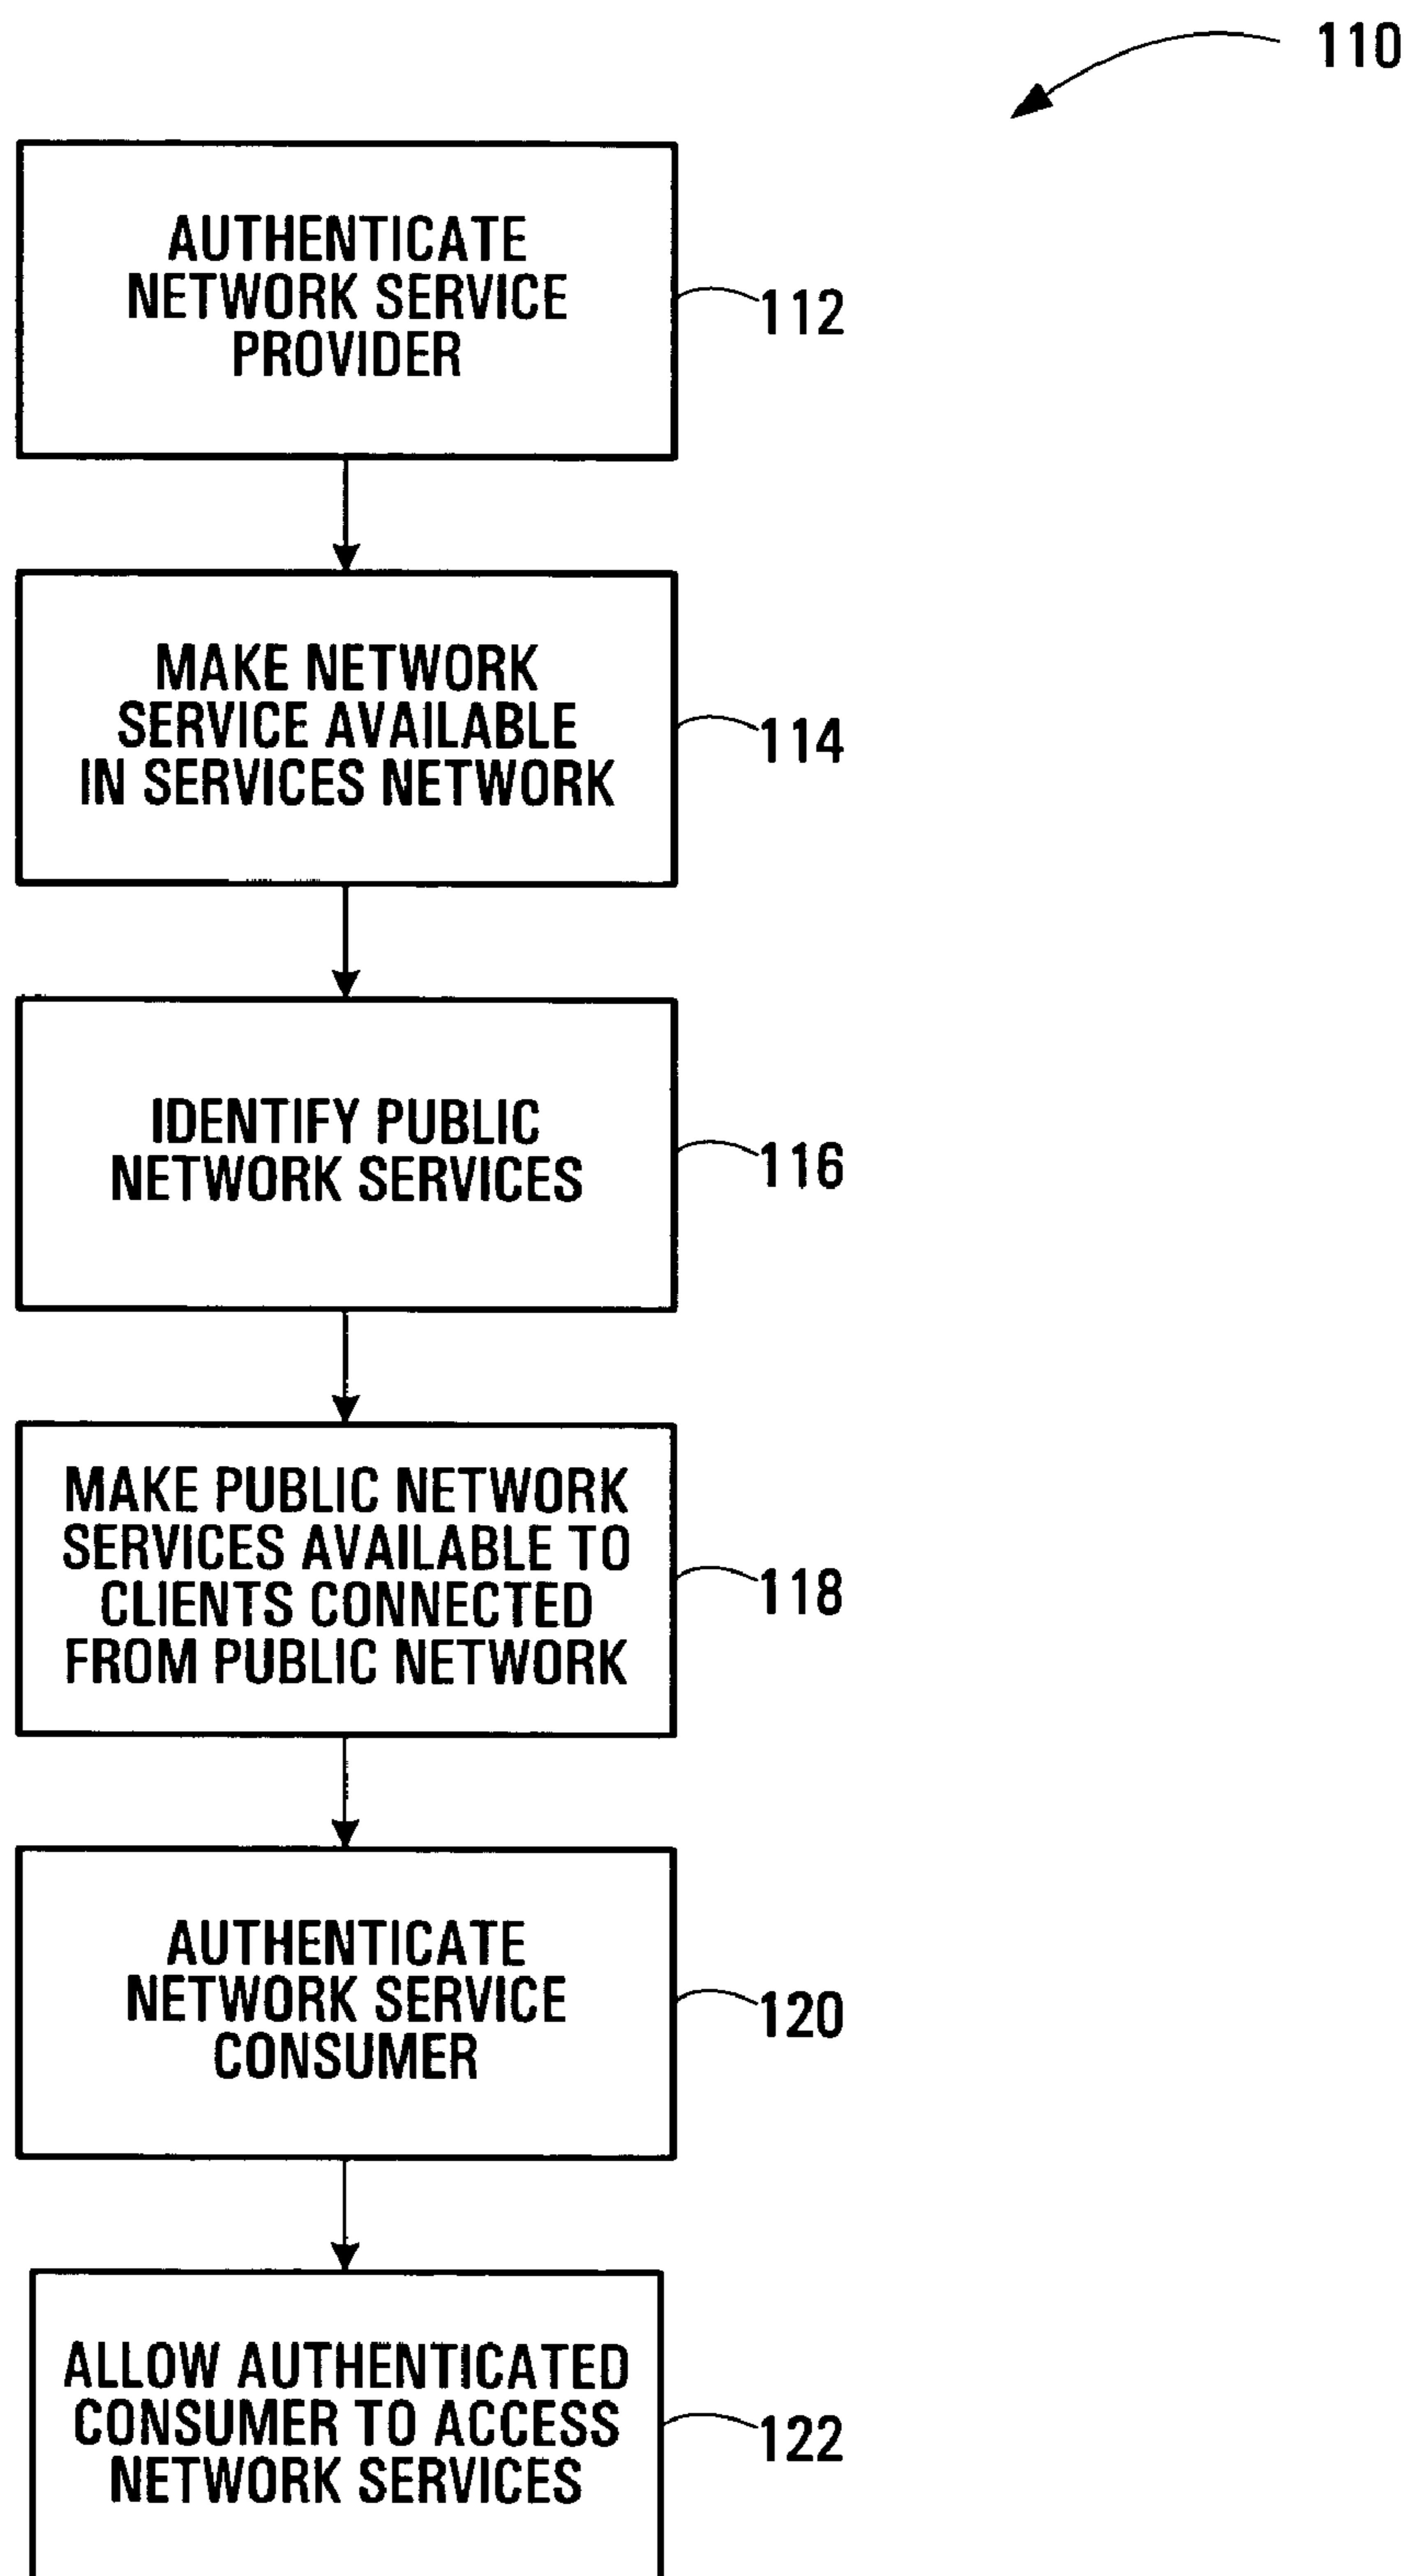 110
AUTHENTICATE
NETWORK SERVICE
PROVIDER
112
MAKE NETWORK
SERVICE AVAILABLE
IN SERVICES NETWORK
114
IDENTIFY PUBLIC
NETWORK SERVICES
116
MAKE PUBLIC NETWORK
SERVICES AVAILABLE TO
CLIENTS CONNECTED
FROM PUBLIC NETWORK
118
AUTHENTICATE
NETWORK SERVICE
CONSUMER
120
ALLOW AUTHENTICATED
CONSUMER TO ACCESS
NETWORK SERVICES
122